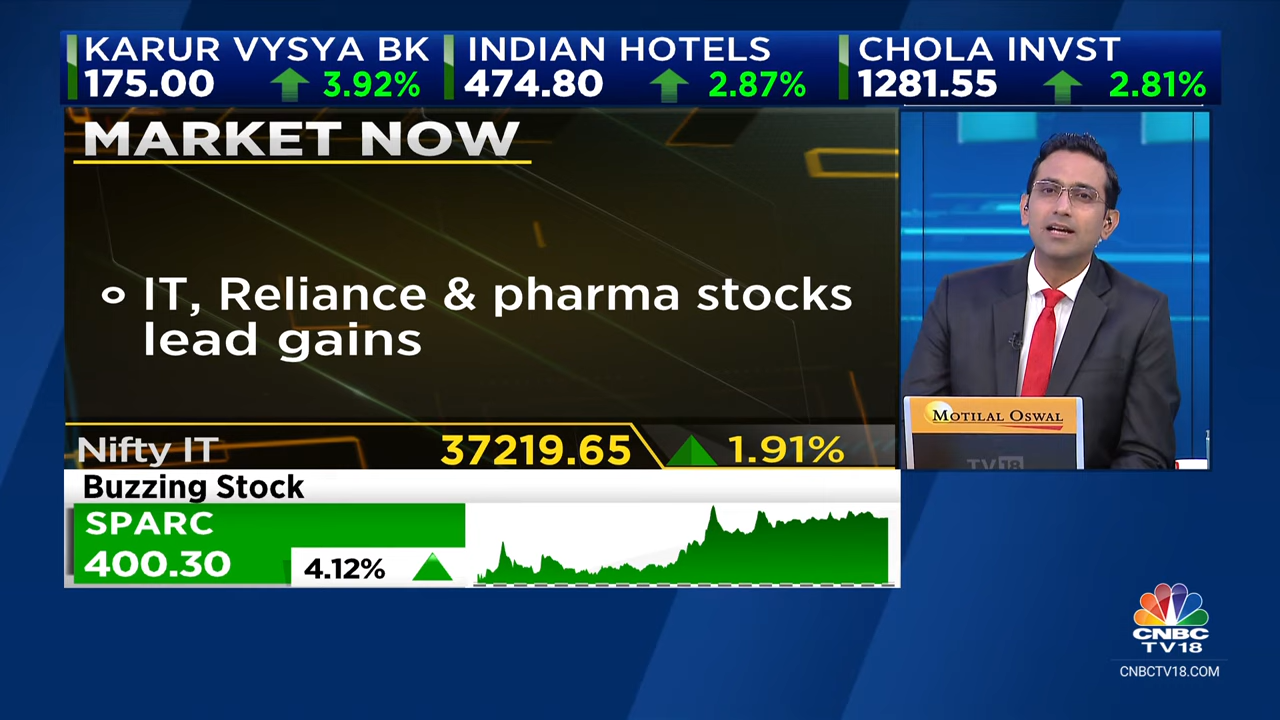 KARUR VYSYA BK
175.00 3.92%
INDIAN HOTELS
474.80 2.87%
CHOLA INVST
1281.55 2.81%
MARKET NOW
IT, Reliance & pharma stocks
lead gains
Nifty IT 37219.65 1.91%
Buzzing Stock
SPARC
400.30 4.12%
MOTILAL OSWAL
TV18
CNBC
TV18
CNBCTV18.COM